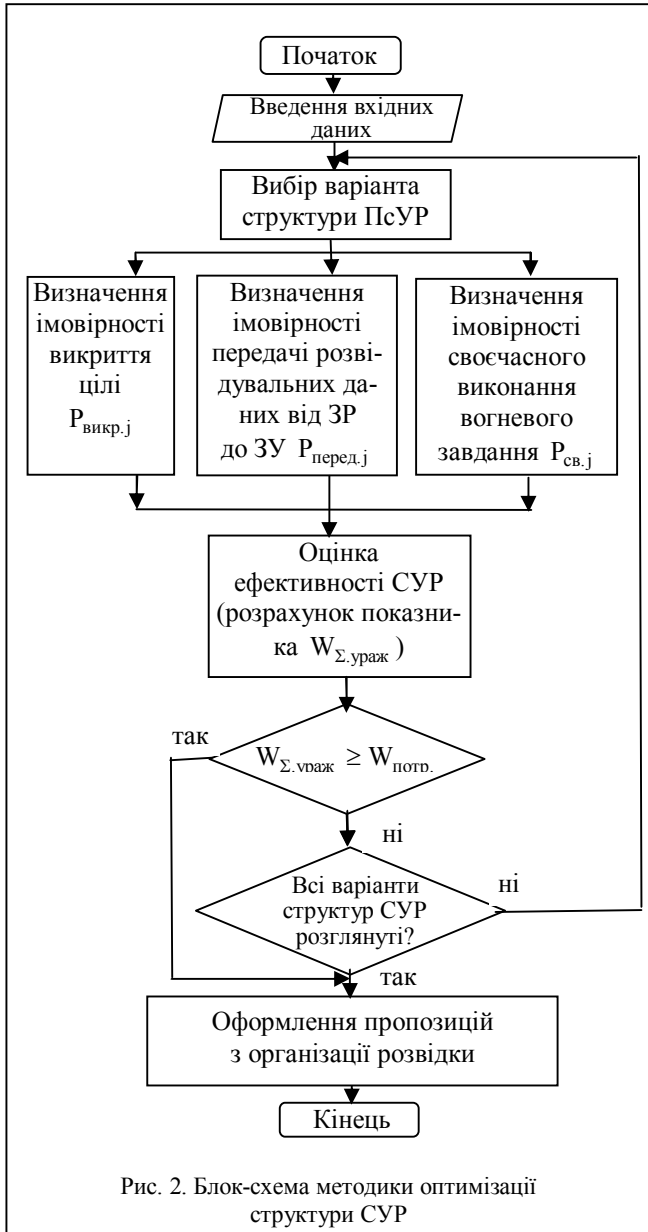 Початок
Введення вхідних
даних
Вибір варіанта
структури ПсУР
Визначення
імовірності
викриття
цілі
Pвикр.j
Визначення
імовірності
передачі розві-
дувальних да-
них від ЗР
до ЗУ Pперед.j
Визначення
імовірності
своєчасного
виконання
вогневого
завдання Pсв.j
Оцінка
ефективності СУР
(розрахунок показни-
ка WΣ.ураж )
так
WΣ.ураж ≥ Wпотр.
ні
Всі варіанти
структур СУР
розглянуті?
ні
так
Оформлення пропозицій
з організації розвідки
Кінець
Рис. 2. Блок-схема методики оптимізації
структури СУР